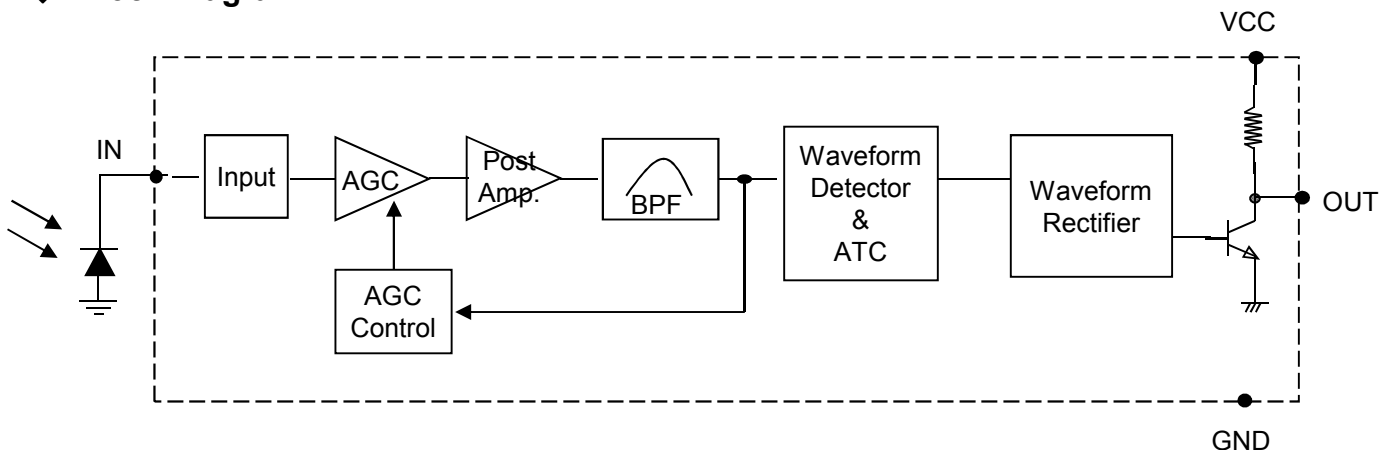 VCC
IN
Input
AGC
Post
Amp.
BPF
Waveform
Detector
&
ATC
Waveform
Rectifier
OUT
AGC
Control
GND